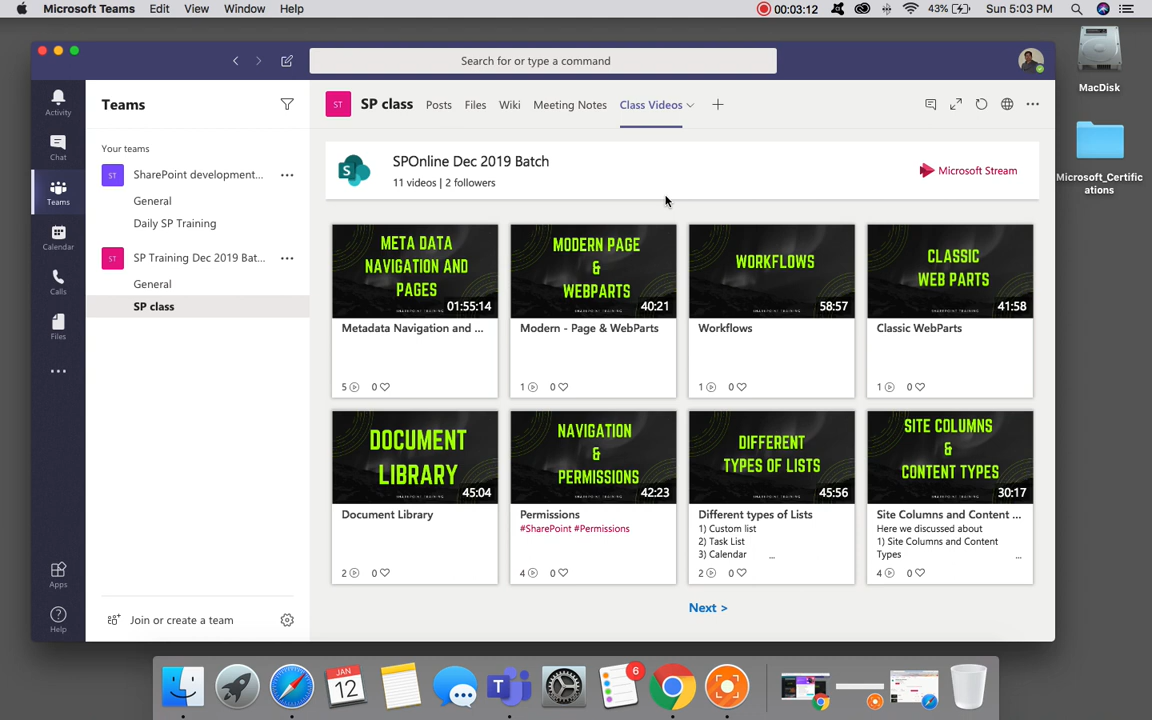 Microsoft Teams Edit View Window Help 00:03:12 43% Sun 5:03 PM
Search for or type a command
MacDisk
Microsoft_Certific
ations
Activity
Chat
Teams
Calendar
Calls
Files
Apps
Help
Teams
Your teams
SD SharePoint development...
General
Daily SP Training
ST SP Training Dec 2019 Bat...
General
SP class
Join or create a team
ST SP class Posts Files Wiki Meeting Notes Class Videos
S SPOnline Dec 2019 Batch
11 videos | 2 followers
Microsoft Stream
META DATA
NAVIGATION AND
PAGES
01:55:14
Metadata Navigation and ...
5 0
MODERN PAGE
&
WEBPARTS
40:21
Modern - Page & WebParts
1 0
WORKFLOWS
58:57
Workflows
1 0
CLASSIC
WEB PARTS
41:58
Classic WebParts
1 0
DOCUMENT
LIBRARY
45:04
Document Library
2 0
NAVIGATION
&
PERMISSIONS
42:23
Permissions
#SharePoint #Permissions
4 0
DIFFERENT
TYPES OF LISTS
45:56
Different types of Lists
1) Custom list
2) Task List
3) Calendar ...
2 0
SITE COLUMNS
&
CONTENT TYPES
30:17
Site Columns and Content ...
Here we discussed about
1) Site Columns and Content
Types ...
4 0
Next >
JAN
12
T
6